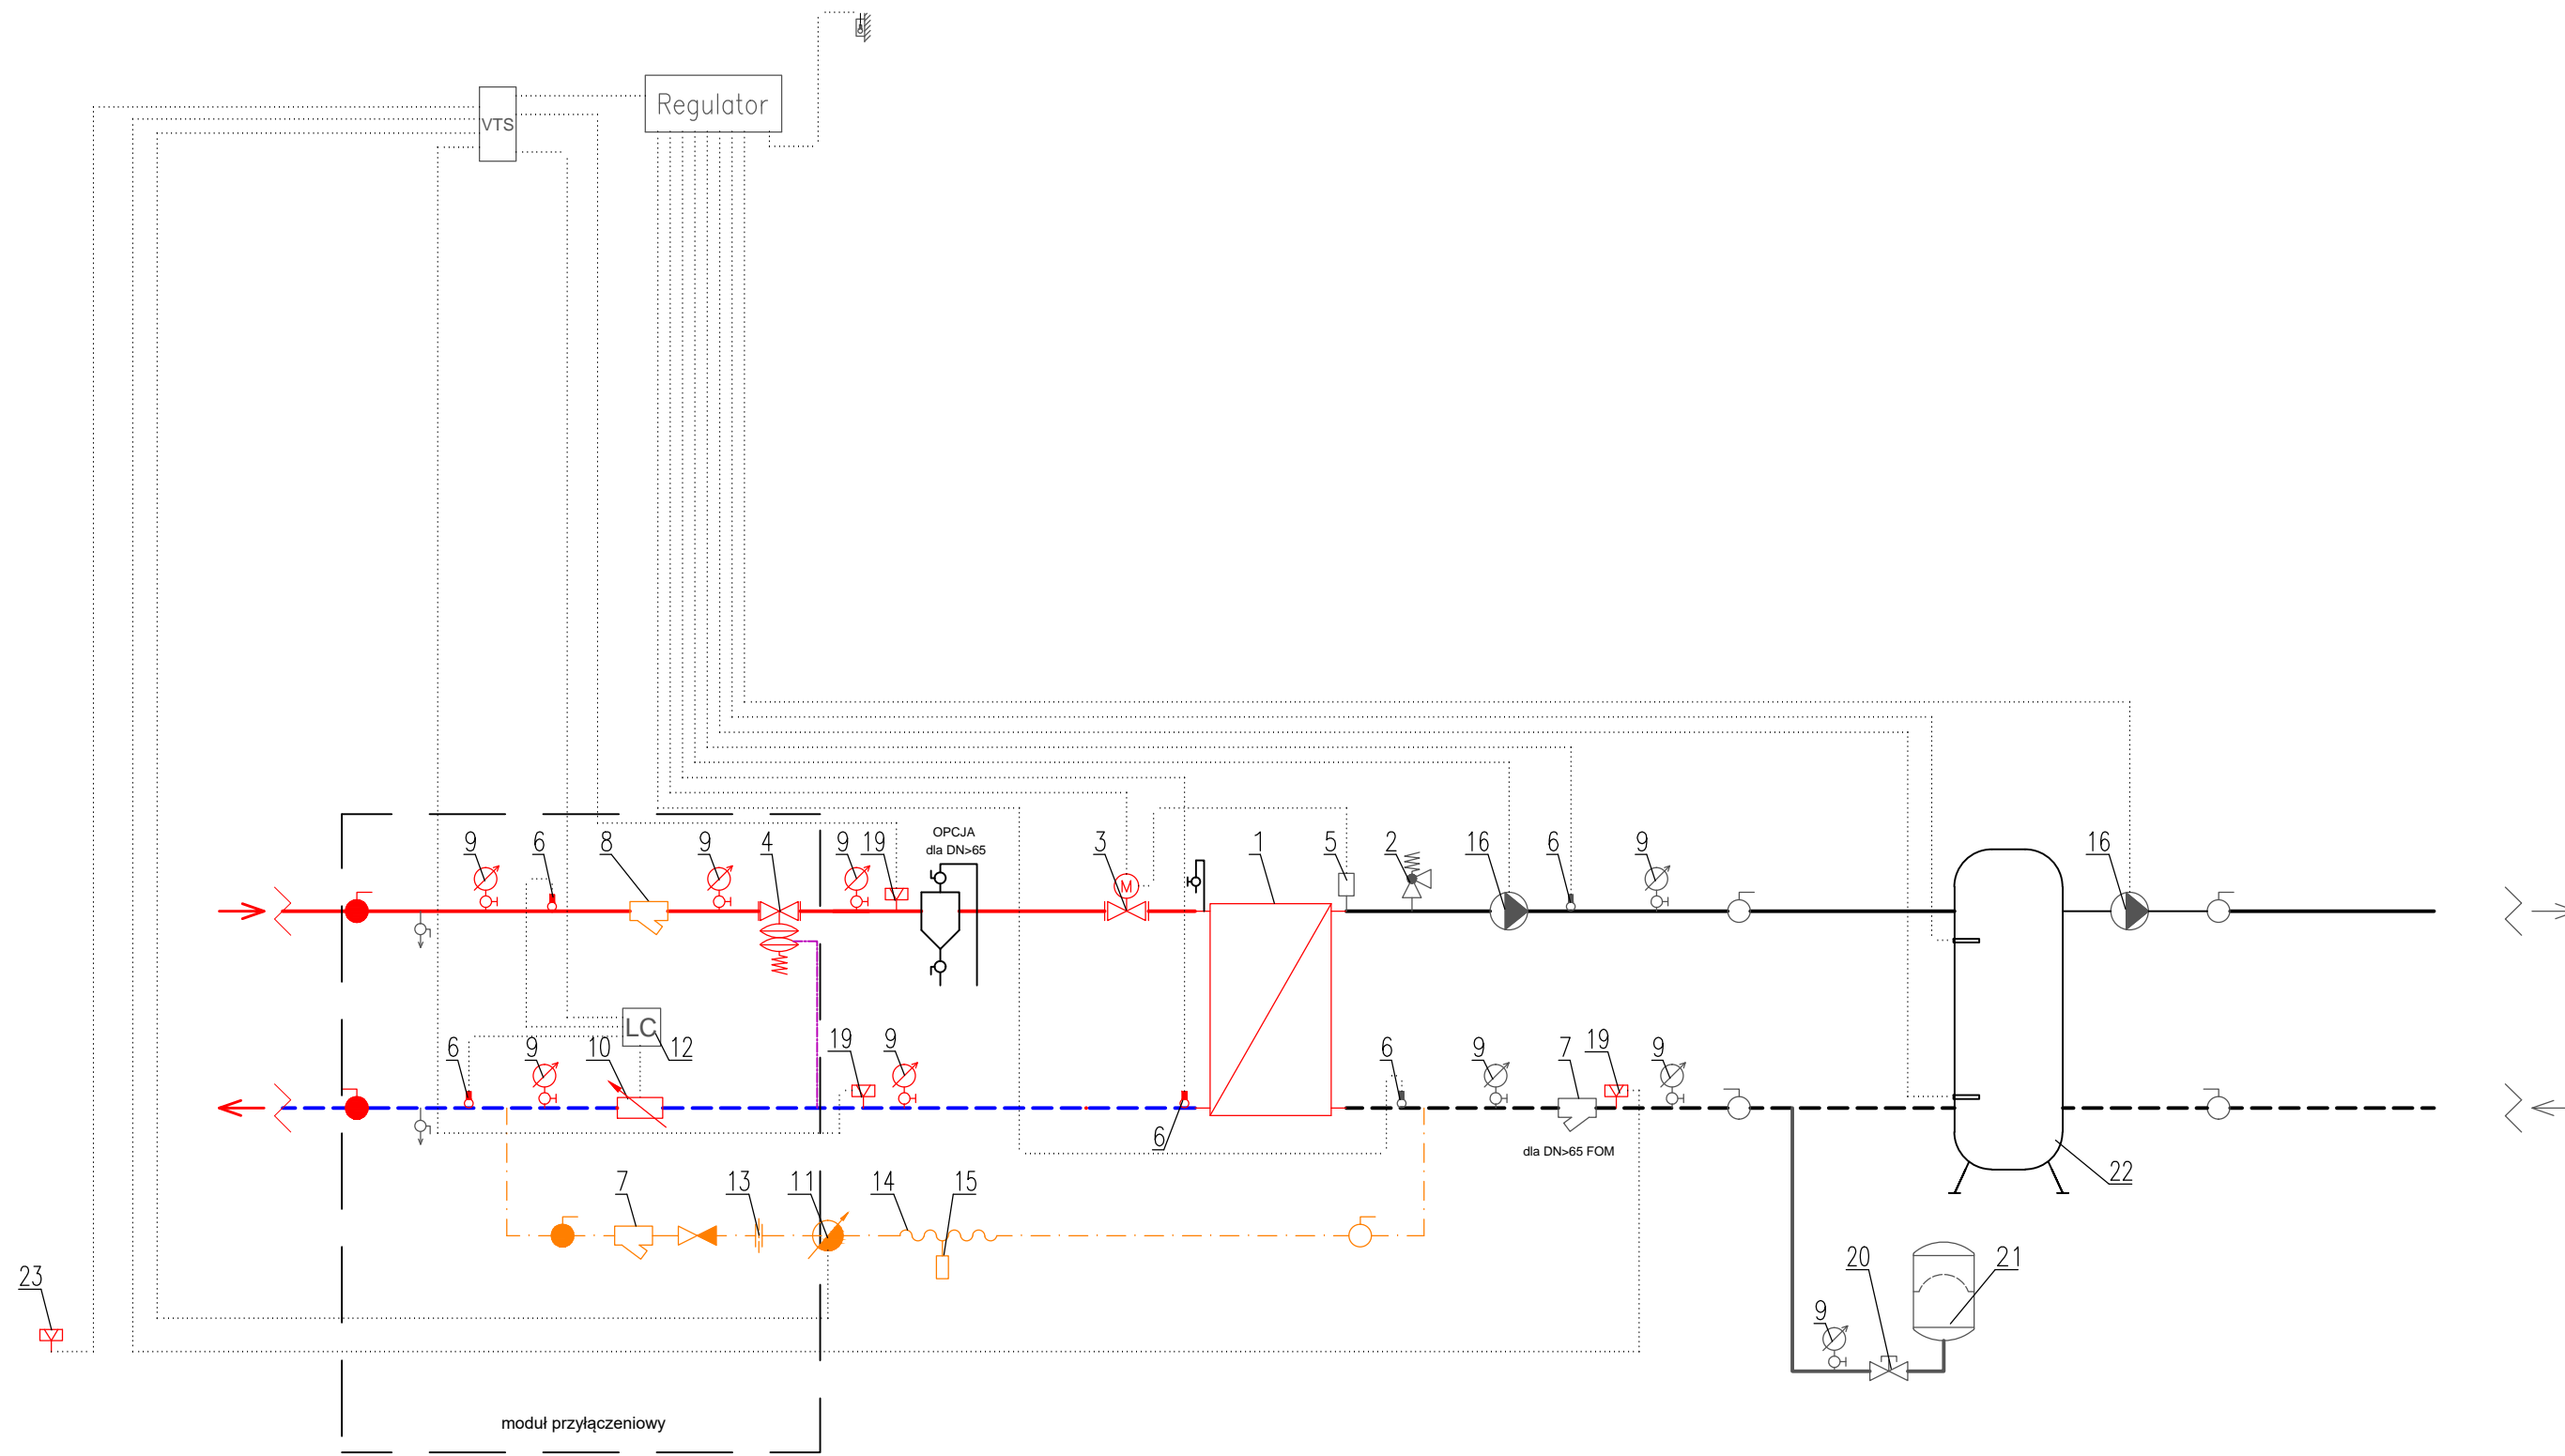 Regulator
VTS
OPCJA
dla DN>65
9 6 8 9 4 9 19 3 1 5 2 16 6 9 16
M
LC
6 9 10 12 19 9 6 6 9 7 19 9
dla DN>65 FOM
22
7 13 11 14 15
23 20 21
9
moduł przyłączeniowy